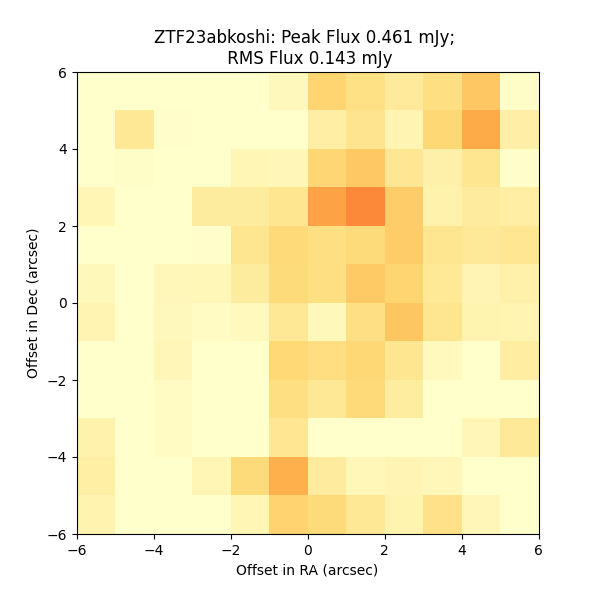 ZTF23abkoshi: Peak Flux 0.461 mJy;
RMS Flux 0.143 mJy
6
4
2
0
−2
−4
−6
Offset in Dec (arcsec)
−6 −4 −2 0 2 4 6
Offset in RA (arcsec)